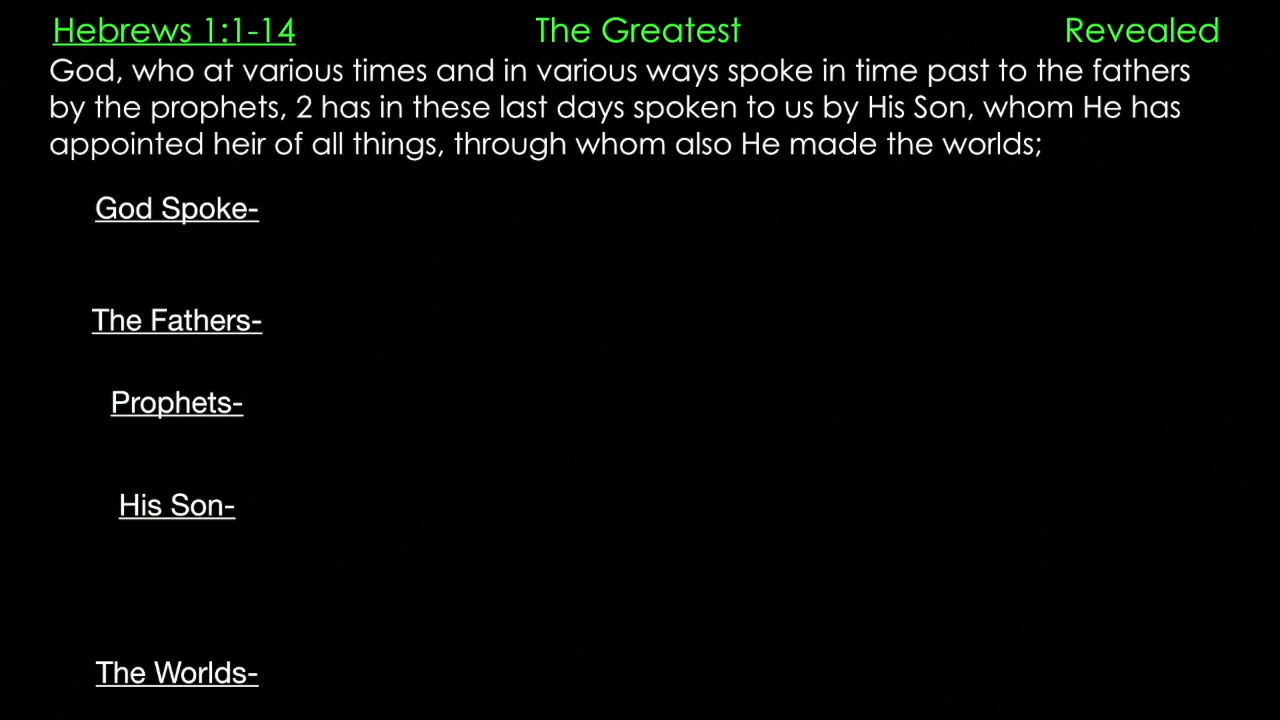 Hebrews 1:1-14 The Greatest Revealed
God, who at various times and in various ways spoke in time past to the fathers
by the prophets, 2 has in these last days spoken to us by His Son, whom He has
appointed heir of all things, through whom also He made the worlds;
God Spoke-
The Fathers-
Prophets-
His Son-
The Worlds-